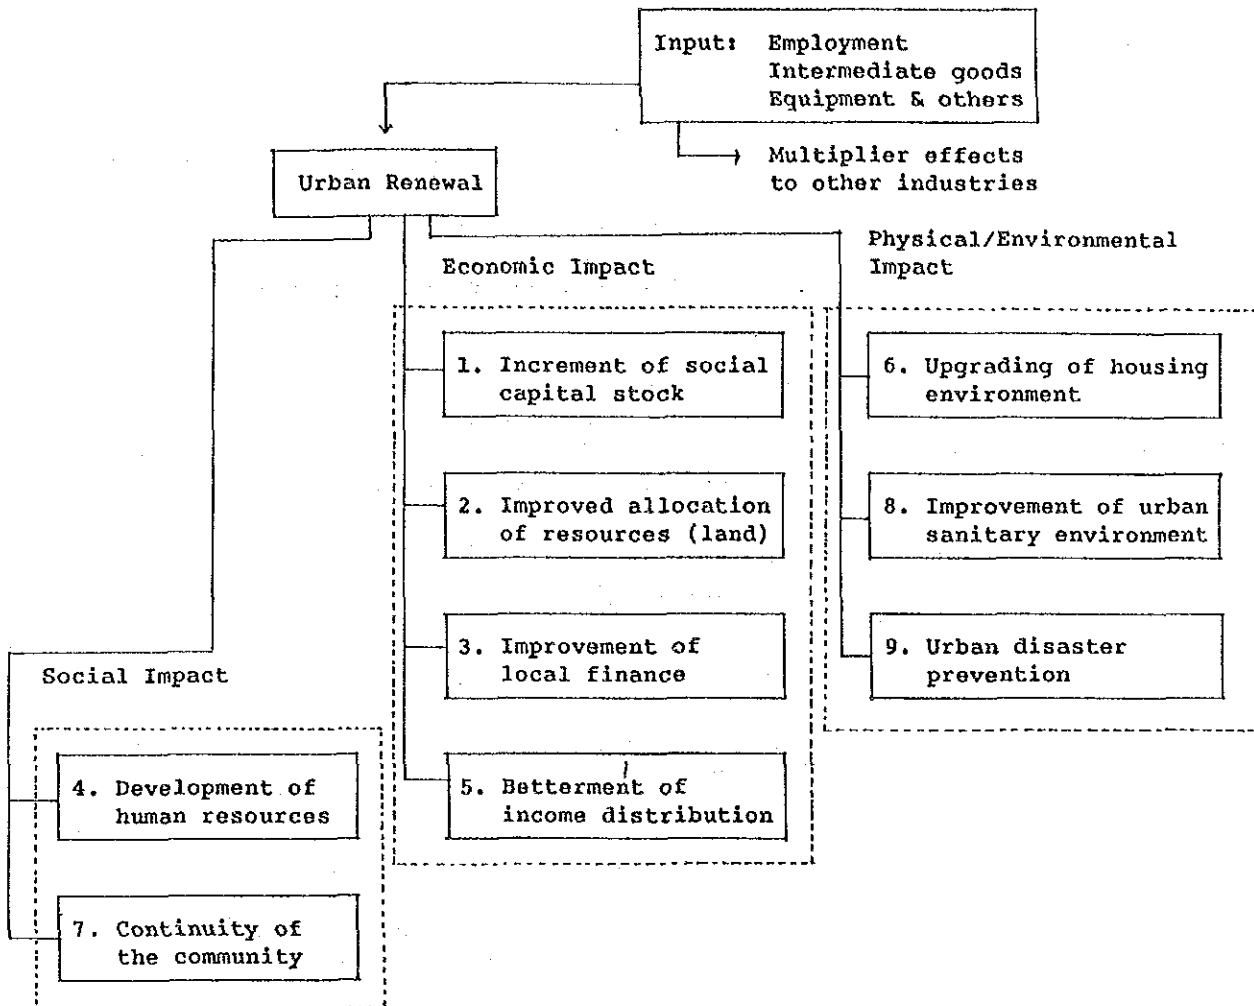 Input: Employment
Intermediate goods
Equipment & others
Multiplier effects
to other industries
Urban Renewal
Economic Impact
Physical/Environmental
Impact
1. Increment of social
capital stock
2. Improved allocation
of resources (land)
3. Improvement of
local finance
5. Betterment of
income distribution
6. Upgrading of housing
environment
8. Improvement of urban
sanitary environment
9. Urban disaster
prevention
Social Impact
4. Development of
human resources
7. Continuity of
the community